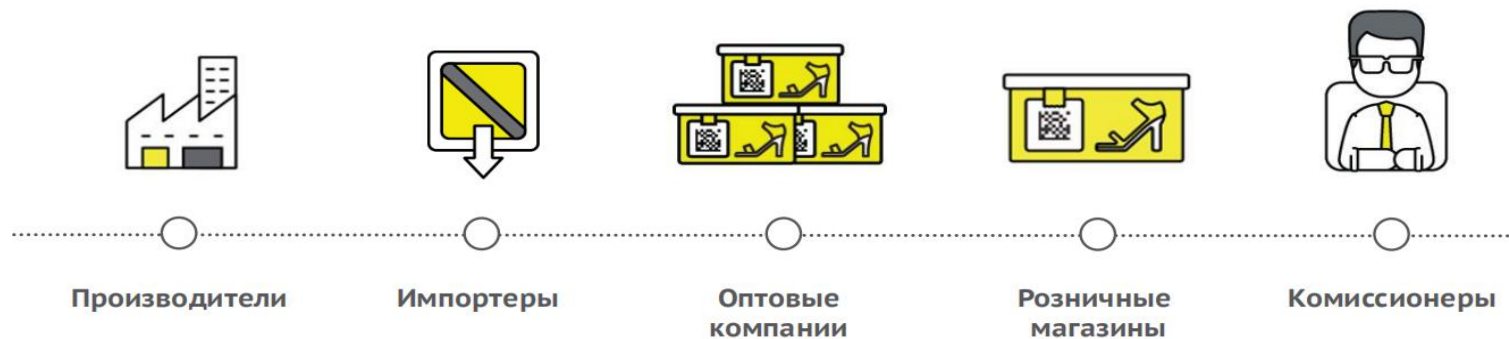 Производители
Импортеры
Оптовые
компании
Розничные
магазины
Комиссионеры